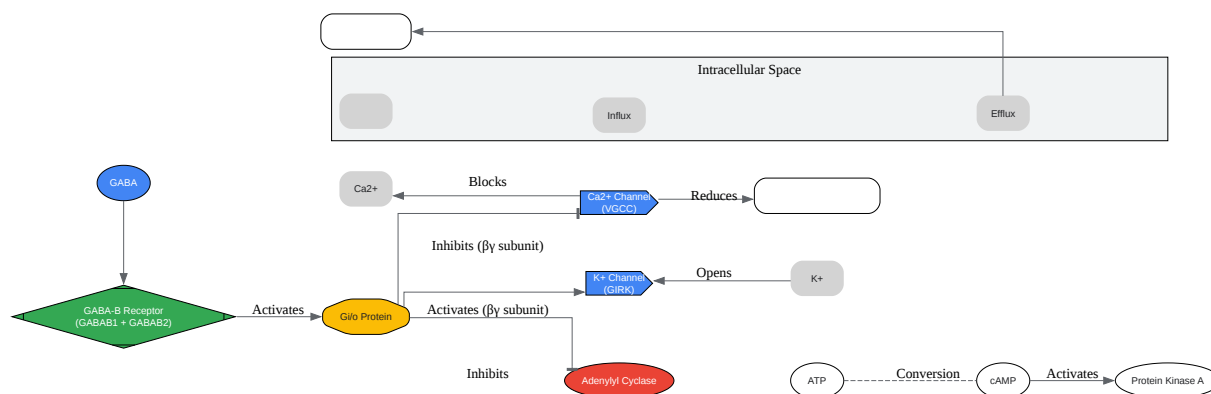 Intracellular Space
Influx
Efflux
GABA
Ca2+
Blocks
Ca2+ Channel
(VGCC)
Reduces
Inhibits (βγ subunit)
K+ Channel
(GIRK)
Opens
K+
GABA-B Receptor
(GABAB1 + GABAB2)
Activates
Gi/o Protein
Activates (βγ subunit)
Inhibits
Adenylyl Cyclase
ATP
Conversion
cAMP
Activates
Protein Kinase A